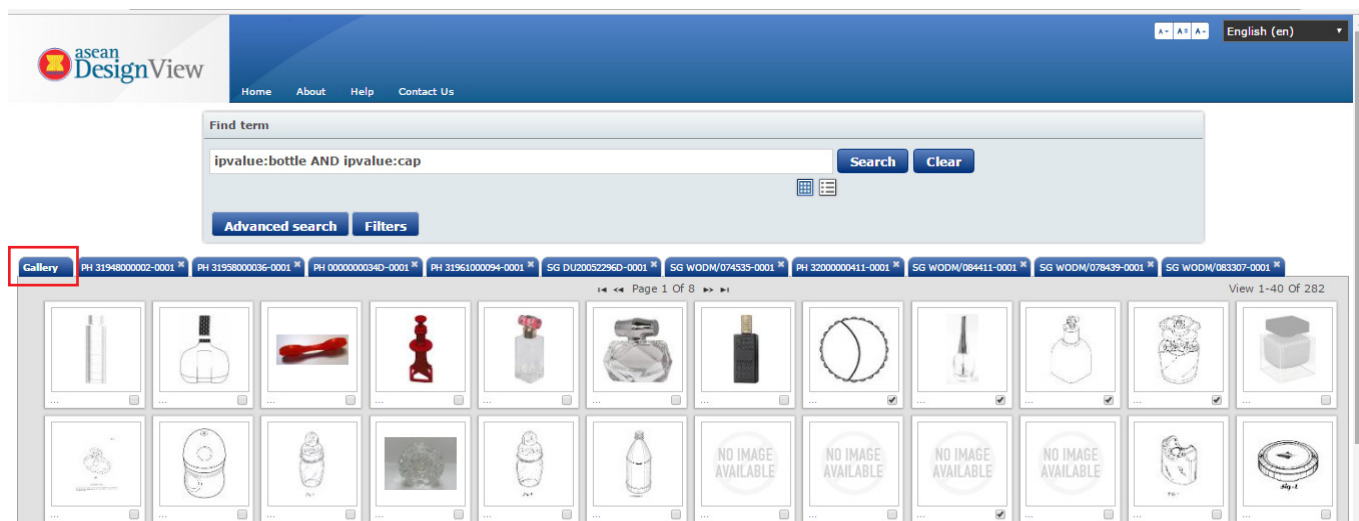 A- A= A+ English (en)
asean
DesignView
Home About Help Contact Us
Find term
ipvalue:bottle AND ipvalue:cap
Search Clear
Advanced search Filters
Gallery PH 31948000002-0001 PH 31958000036-0001 PH 0000000034D-0001 PH 31961000094-0001 SG DU20052296D-0001 SG WODM/074535-0001 PH 32000000411-0001 SG WODM/084411-0001 SG WODM/078439-0001 SG WODM/083307-0001
Page 1 Of 8 View 1-40 Of 282
... ... ... ... ... ... ... ... ... ... ... ...
NO IMAGE AVAILABLE NO IMAGE AVAILABLE NO IMAGE AVAILABLE NO IMAGE AVAILABLE
... ... ... ... ... ... ... ... ... ... ... ...